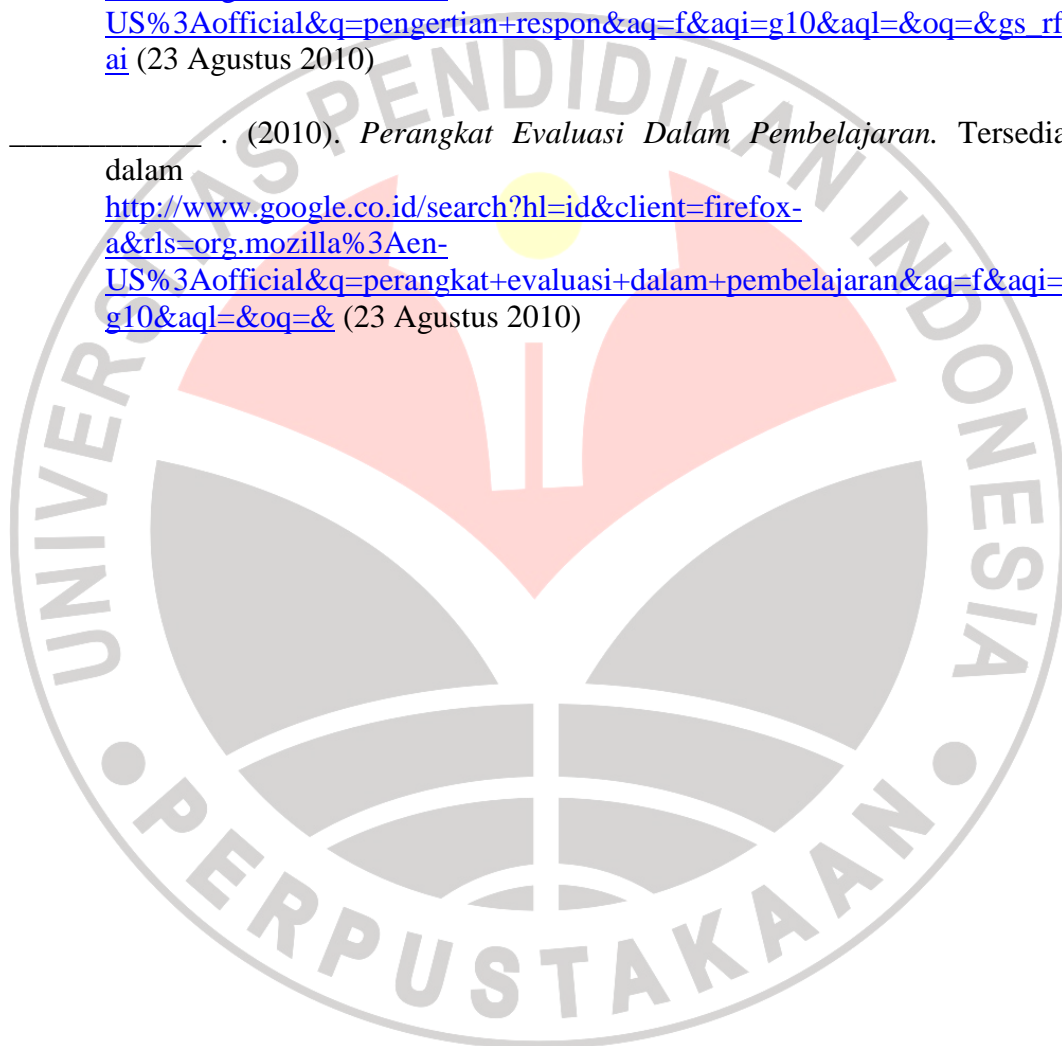 US%3Aofficial&q=pengertian+respon&aq=f&aqi=g10&aql=&oq=&gs_rf
ai (23 Agustus 2010)
____________ . (2010). Perangkat Evaluasi Dalam Pembelajaran. Tersedia
dalam
http://www.google.co.id/search?hl=id&client=firefox-
a&rls=org.mozilla%3Aen-
US%3Aofficial&q=perangkat+evaluasi+dalam+pembelajaran&aq=f&aqi=
g10&aql=&oq=& (23 Agustus 2010)
UNIVERSITAS PENDIDIKAN INDONESIA
PERPUSTAKAAN